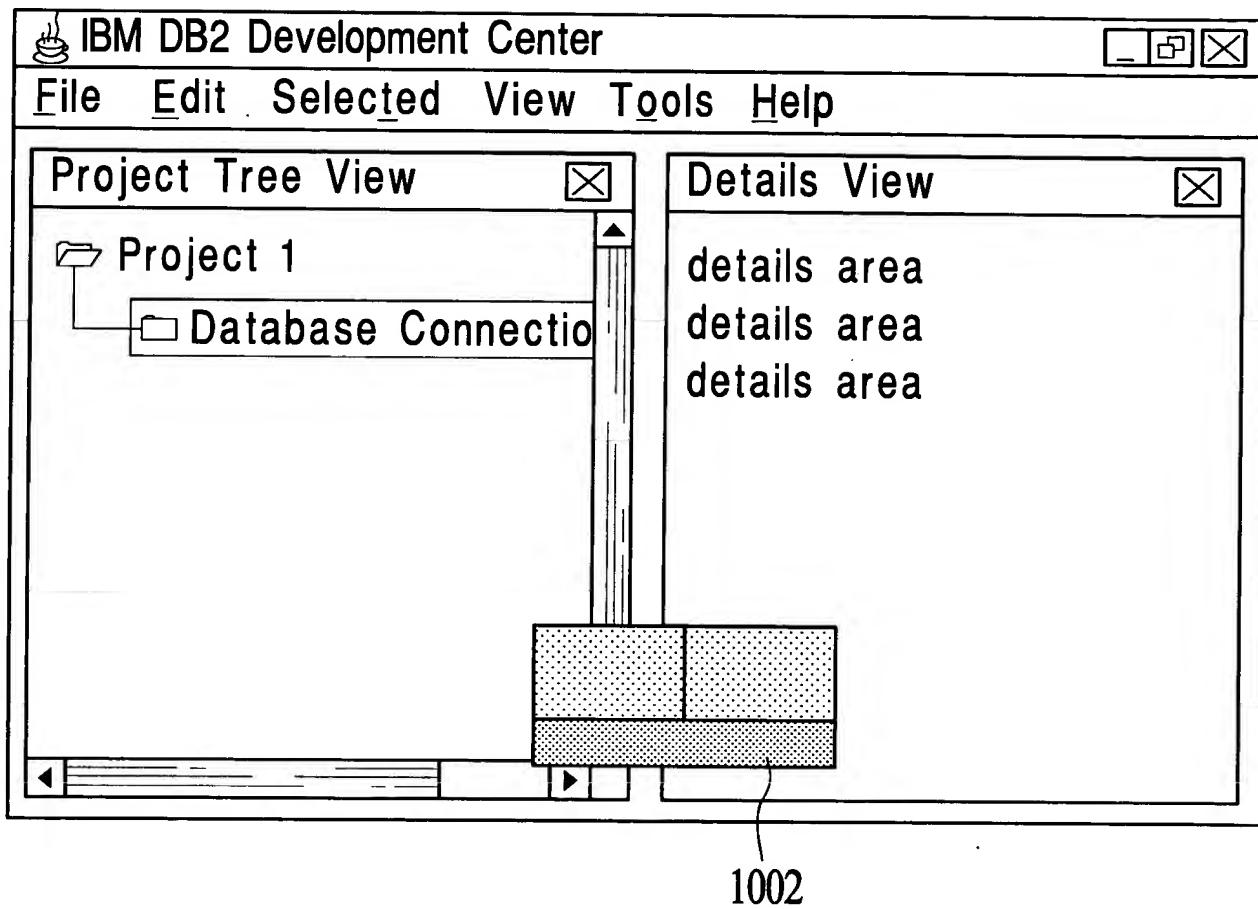 IBM DB2 Development Center
File Edit Selected View Tools Help
Project Tree View
Project 1
Database Connectio
Details View
details area
details area
details area
1002